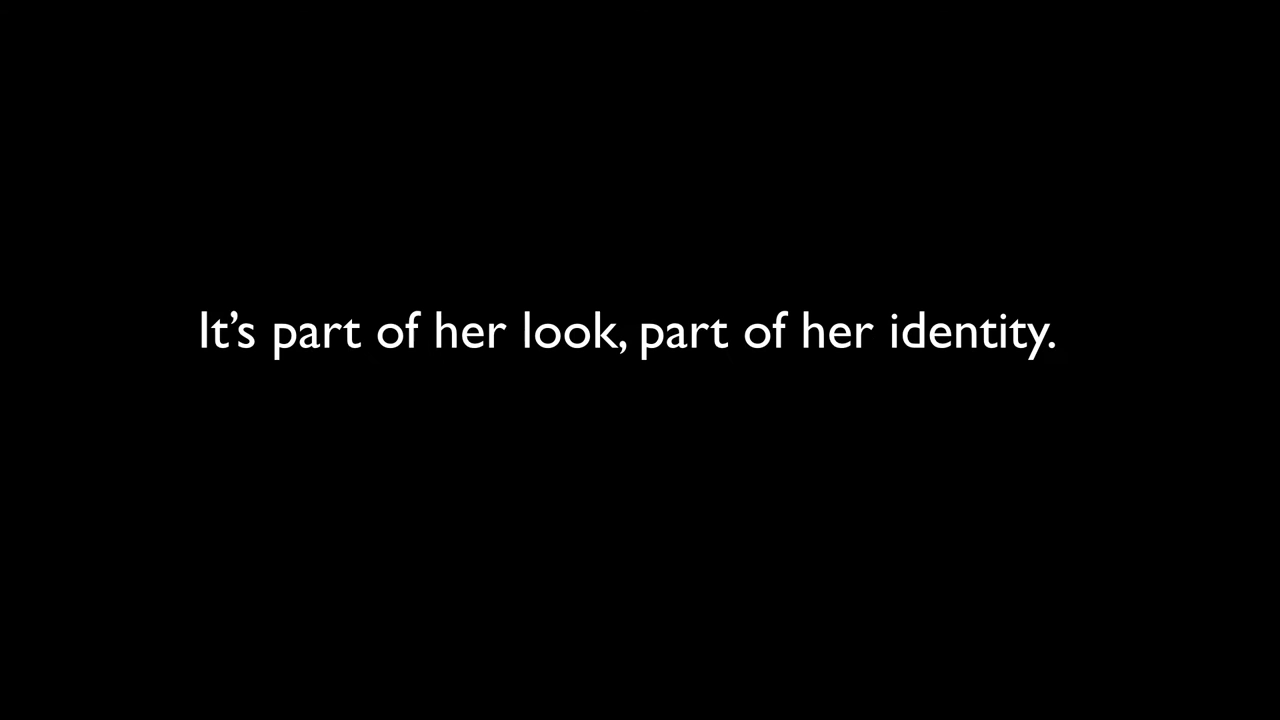 It’s part of her look, part of her identity.